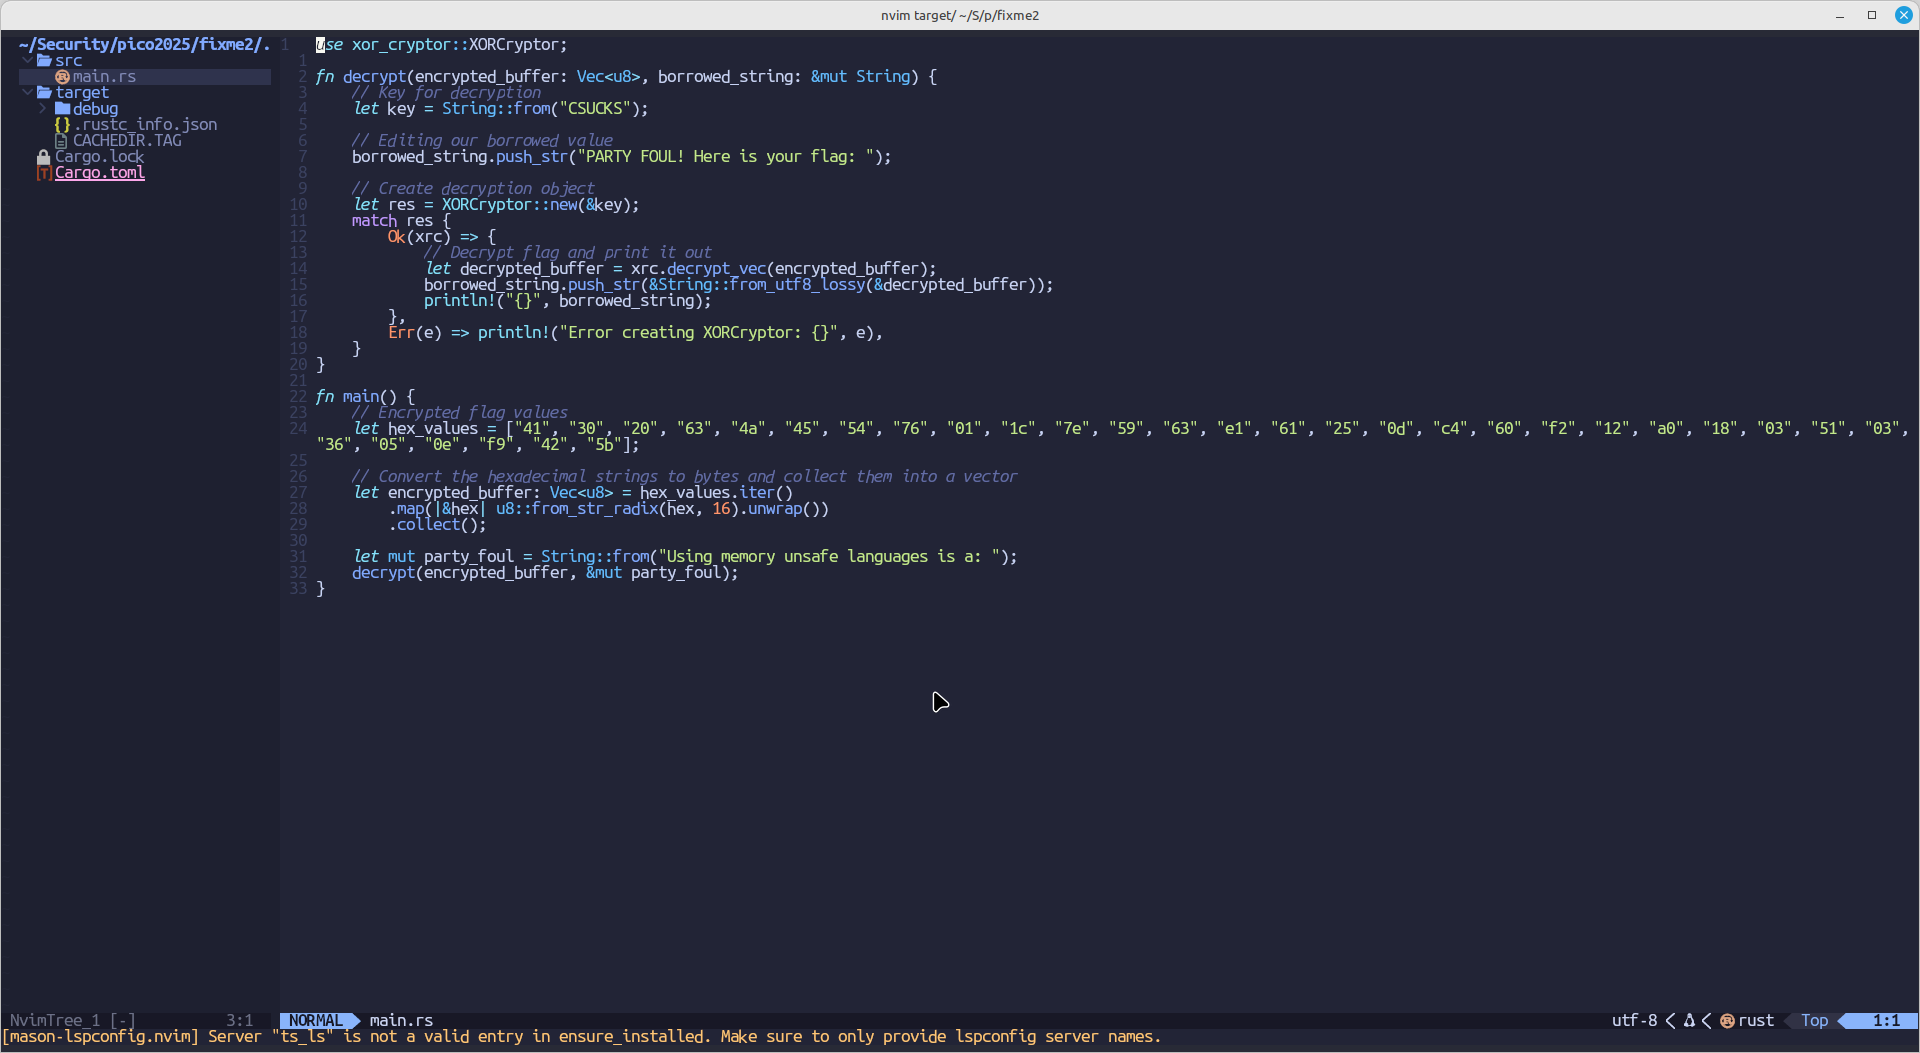 nvim target/ ~/S/p/fixme2
~/Security/pico2025/fixme2/.
src
main.rs
target
debug
{} .rustc_info.json
CACHEDIR.TAG
Cargo.lock
[T] Cargo.toml
1 use xor_cryptor::XORCryptor;
1
2 fn decrypt(encrypted_buffer: Vec<u8>, borrowed_string: &mut String) {
3     // Key for decryption
4     let key = String::from("CSUCKS");
5
6     // Editing our borrowed value
7     borrowed_string.push_str("PARTY FOUL! Here is your flag: ");
8
9     // Create decryption object
10     let res = XORCryptor::new(&key);
11     match res {
12         Ok(xrc) => {
13             // Decrypt flag and print it out
14             let decrypted_buffer = xrc.decrypt_vec(encrypted_buffer);
15             borrowed_string.push_str(&String::from_utf8_lossy(&decrypted_buffer));
16             println!("{}", borrowed_string);
17         },
18         Err(e) => println!("Error creating XORCryptor: {}", e),
19     }
20 }
21
22 fn main() {
23     // Encrypted flag values
24     let hex_values = ["41", "30", "20", "63", "4a", "45", "54", "76", "01", "1c", "7e", "59", "63", "e1", "61", "25", "0d", "c4", "60", "f2", "12", "a0", "18", "03", "51", "03",
"36", "05", "0e", "f9", "42", "5b"];
25
26     // Convert the hexadecimal strings to bytes and collect them into a vector
27     let encrypted_buffer: Vec<u8> = hex_values.iter()
28         .map(|&hex| u8::from_str_radix(hex, 16).unwrap())
29         .collect();
30
31     let mut party_foul = String::from("Using memory unsafe languages is a: ");
32     decrypt(encrypted_buffer, &mut party_foul);
33 }
NvimTree_1 [-] 3:1 NORMAL main.rs utf-8 < < rust Top 1:1
[mason-lspconfig.nvim] Server "ts_ls" is not a valid entry in ensure_installed. Make sure to only provide lspconfig server names.